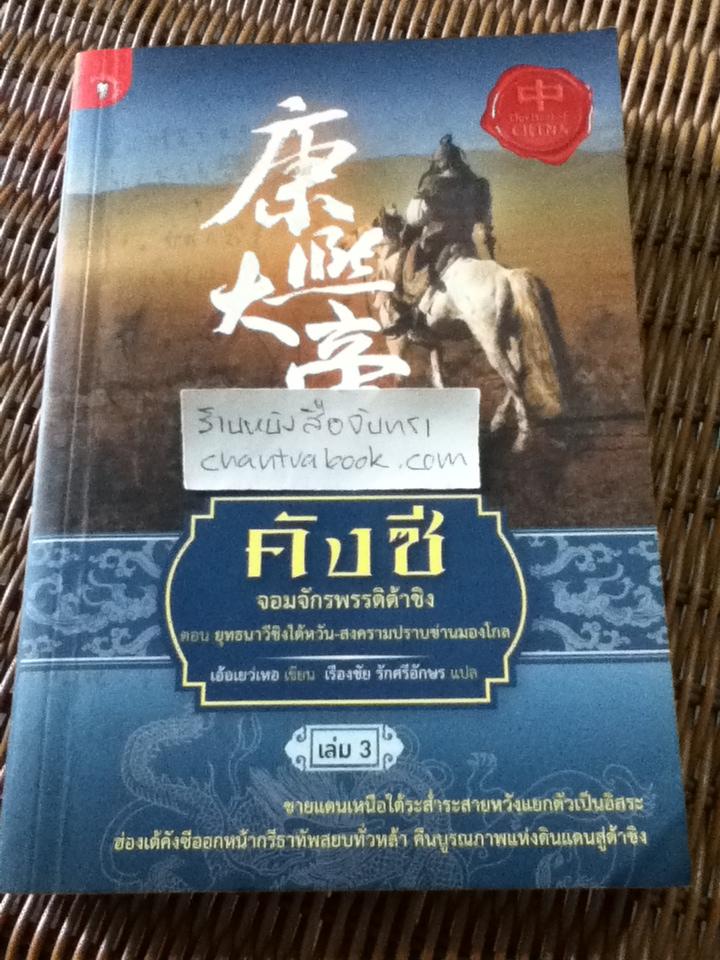 中
The Best of
CHINA
康
熙
大
帝
ร้านหนังสือจันทรา
chantrabook.com
คังซี
จอมจักรพรรดิต้าชิง
ตอน ยุทธนาวีชิงไต้หวัน-สงครามปราบข่านมองโกล
เอ้อเยว่เหอ เขียน เรืองชัย รักศรีอักษร แปล
เล่ม 3
ชายแดนเหนือใต้ระส่ำระสายหวังแยกตัวเป็นอิสระ
ฮ่องเต้คังซีออกหน้ากรีธาทัพสยบทั่วหล้า คืนบูรณภาพแห่งดินแดนสู่ต้าชิง